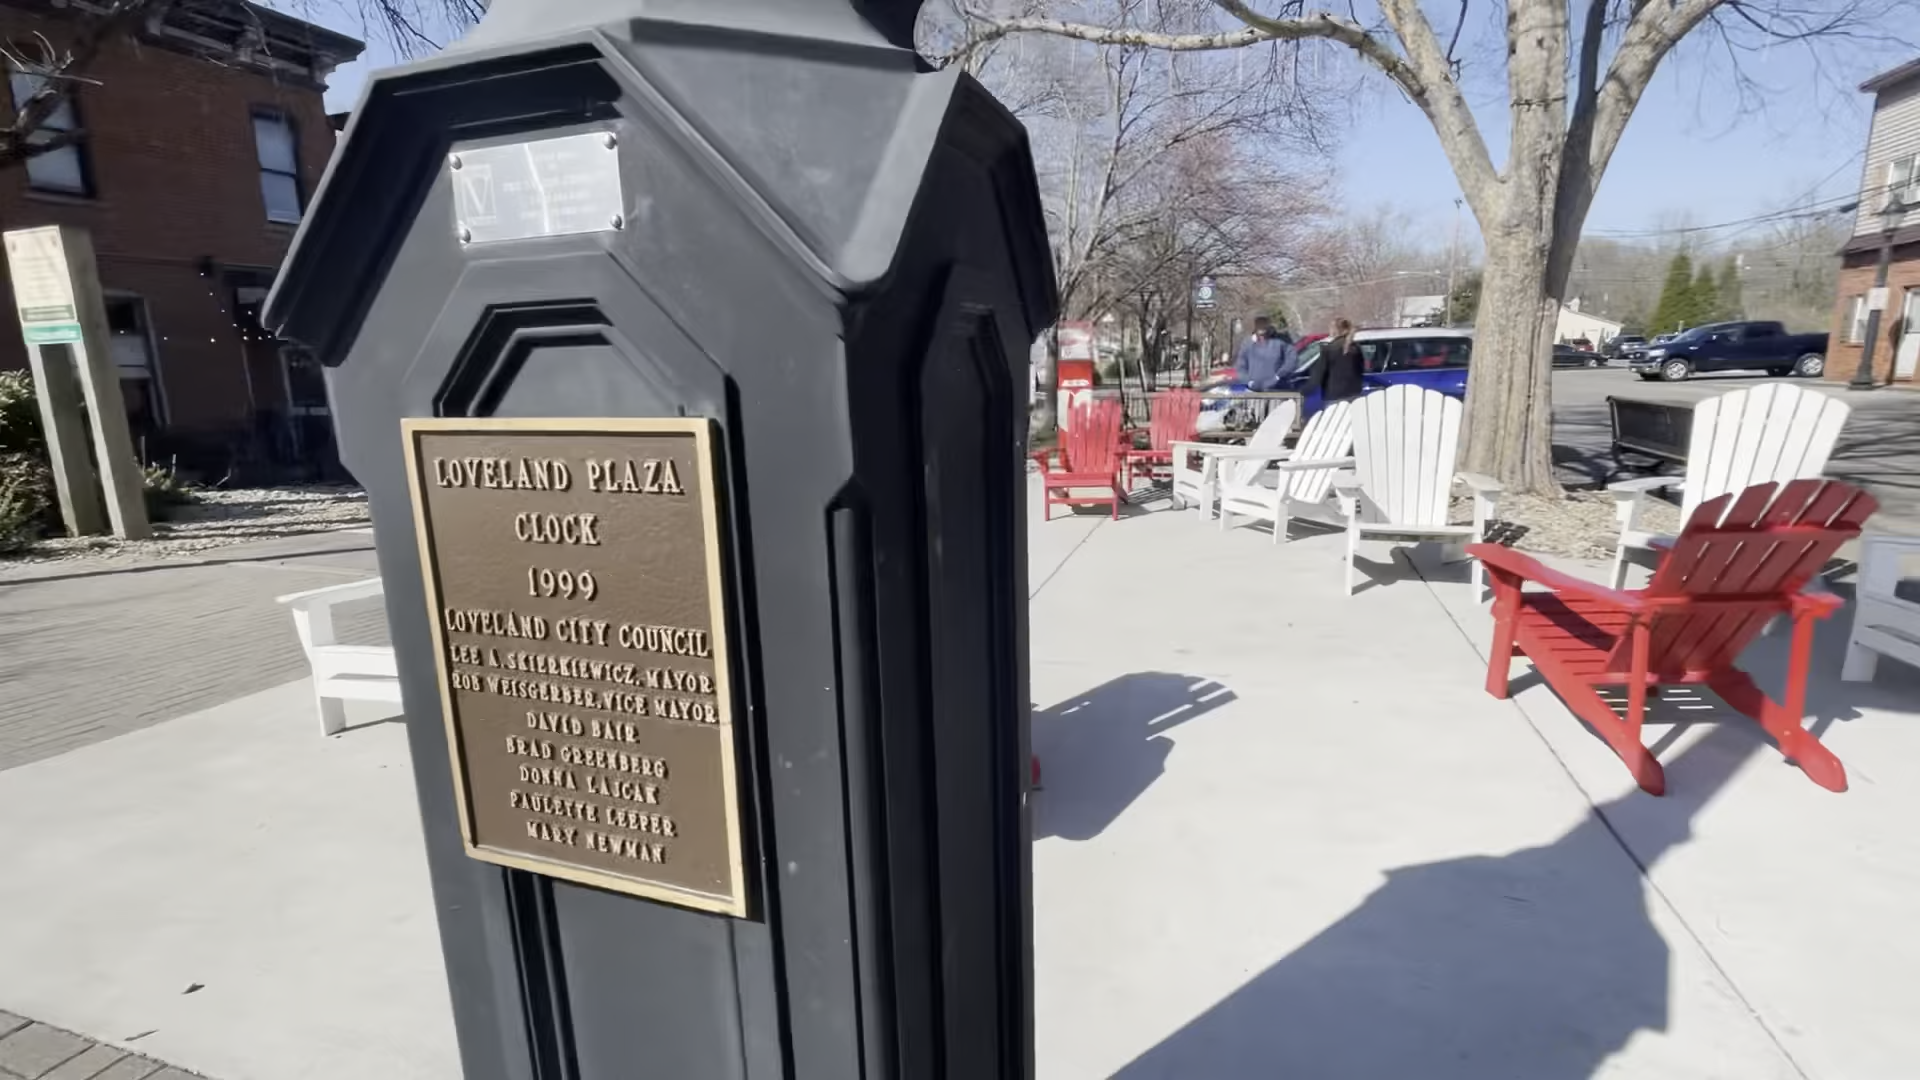 LOVELAND PLAZA
CLOCK
1999
LOVELAND CITY COUNCIL
LEE A. SKIERKIEWICZ, MAYOR
ROB WEISGERBER, VICE MAYOR
DAVID BAIR
BRAD GREENBERG
DONNA LAJCAK
PAULETTE LEEPER
MARY NEWMAN
V